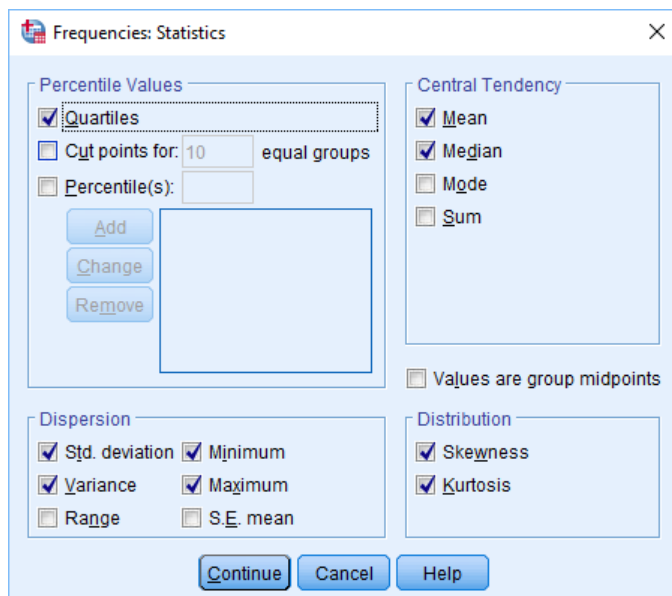 Frequencies: Statistics
Percentile Values
Quartiles
Cut points for: 10 equal groups
Percentile(s):
Add
Change
Remove
Central Tendency
Mean
Median
Mode
Sum
Values are group midpoints
Dispersion
Std. deviation Minimum
Variance Maximum
Range S.E. mean
Distribution
Skewness
Kurtosis
Continue Cancel Help